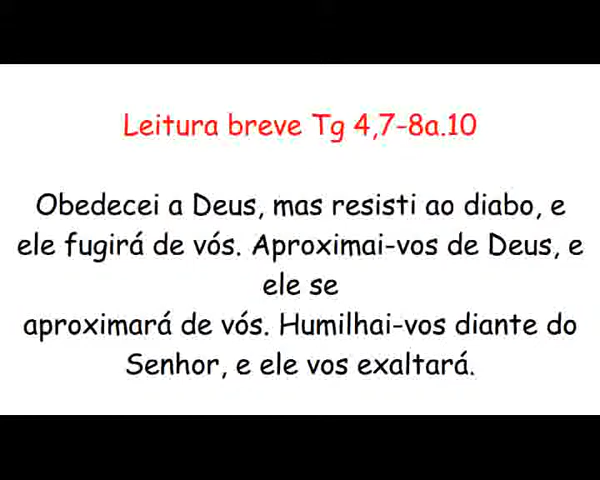 Leitura breve Tg 4,7-8a.10
Obedecei a Deus, mas resisti ao diabo, e
ele fugirá de vós. Aproximai-vos de Deus, e
ele se
aproximará de vós. Humilhai-vos diante do
Senhor, e ele vos exaltará.